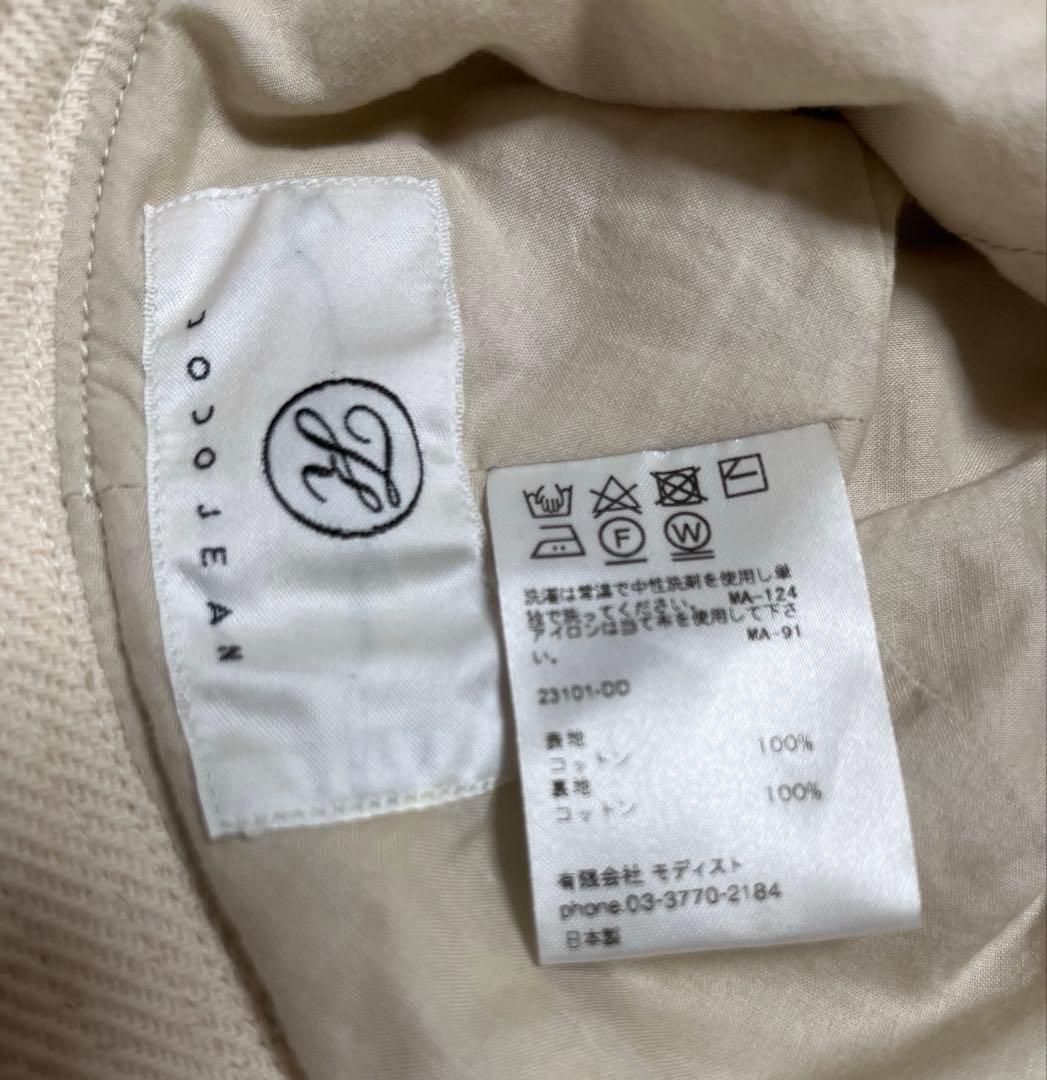 JOJOJEAN
F W
洗濯は常温で中性洗剤を使用し単
独で洗ってください。 MA-124
アイロンは当て布を使用して下さ
い。 MA-91
23101-DD
表地
コットン 100%
裏地
コットン 100%
有限会社 モディスト
phone.03-3770-2184
日本製